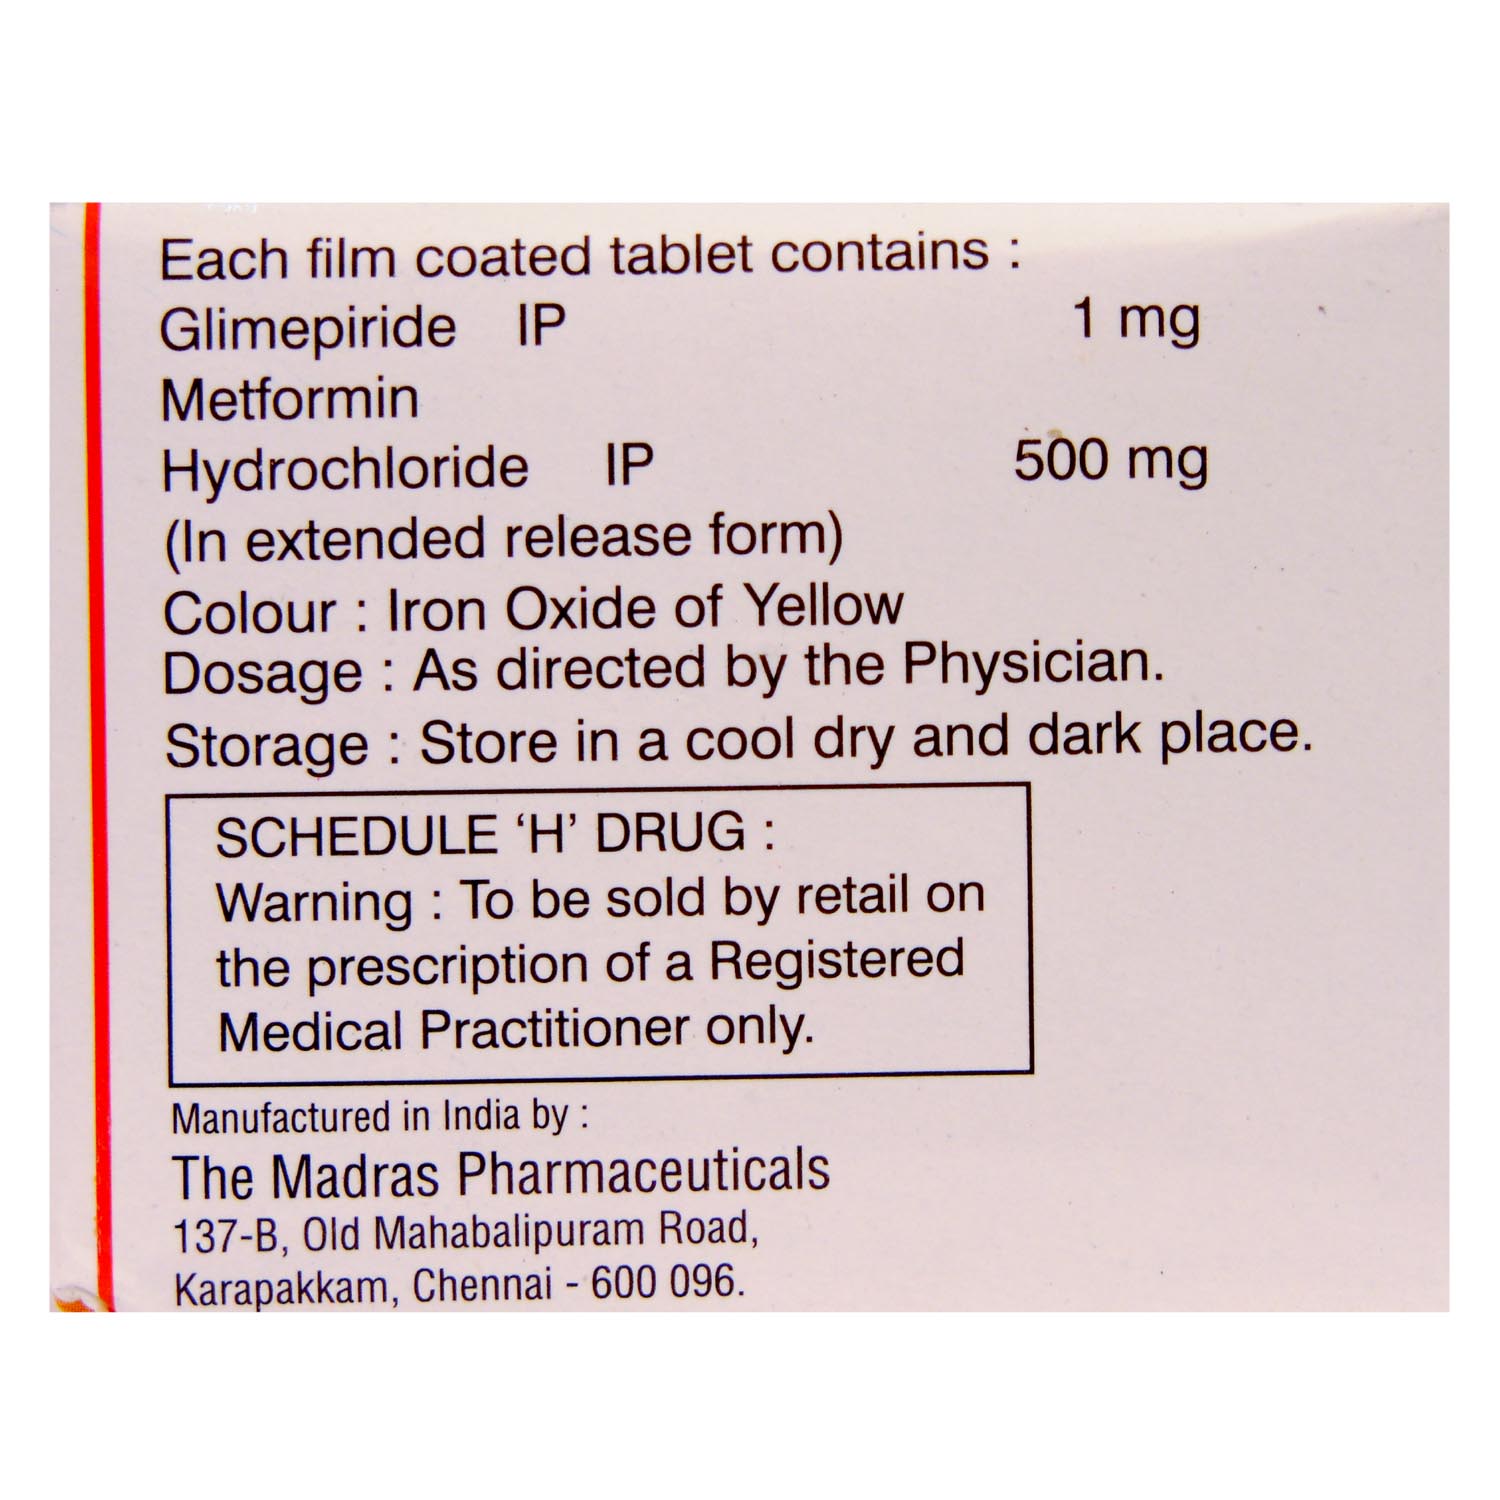 Each film coated tablet contains :
Glimepiride IP 1 mg
Metformin
Hydrochloride IP 500 mg
(In extended release form)
Colour : Iron Oxide of Yellow
Dosage : As directed by the Physician.
Storage : Store in a cool dry and dark place.
SCHEDULE ‘H’ DRUG :
Warning : To be sold by retail on
the prescription of a Registered
Medical Practitioner only.
Manufactured in India by :
The Madras Pharmaceuticals
137-B, Old Mahabalipuram Road,
Karapakkam, Chennai - 600 096.